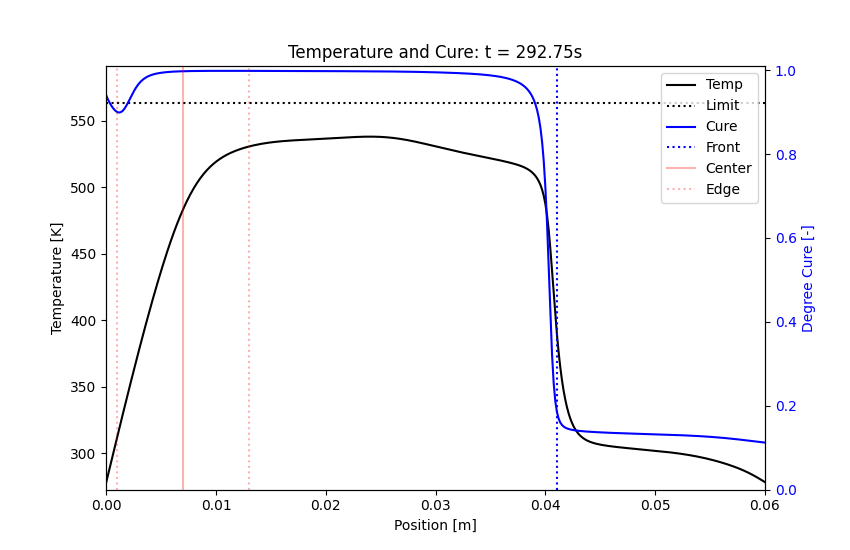 Temperature and Cure: t = 292.75s
Temp
Limit
Cure
Front
Center
Edge
Temperature [K]
550
500
450
400
350
300
Degree Cure [-]
1.0
0.8
0.6
0.4
0.2
0.0
0.00 0.01 0.02 0.03 0.04 0.05 0.06
Position [m]